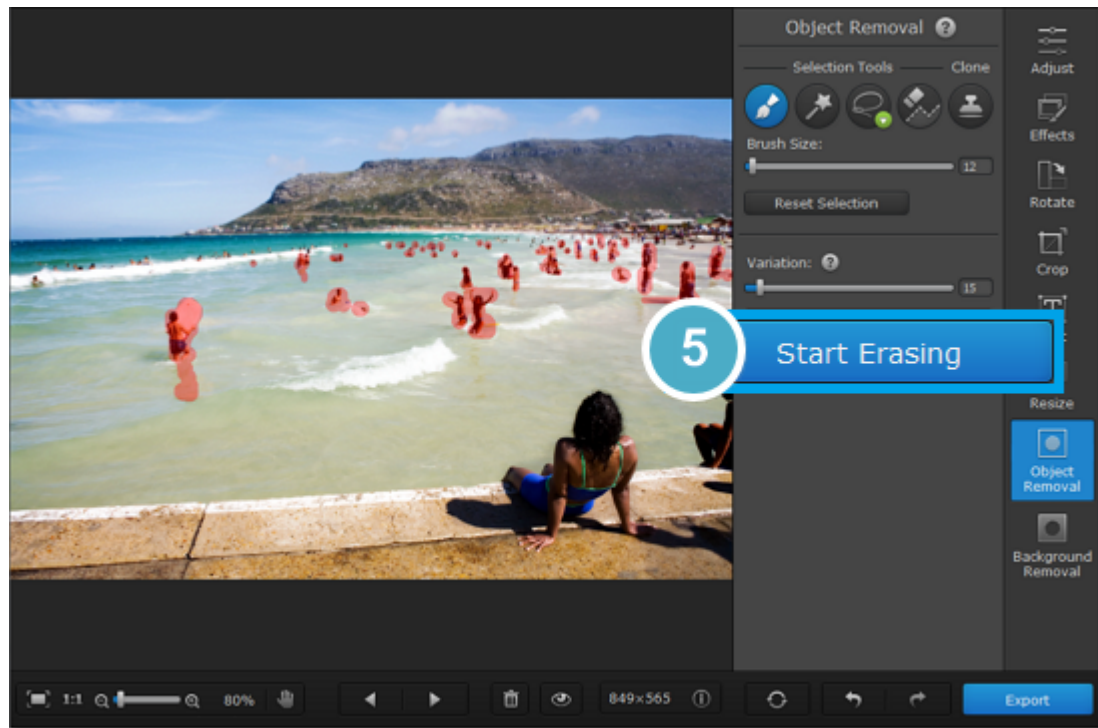 Object Removal ?
Selection Tools
Clone
Brush Size:
12
Reset Selection
Variation: ?
15
5
Start Erasing
Adjust
Effects
Rotate
Crop
Resize
Object
Removal
Background
Removal
1:1
80%
849×565
Export